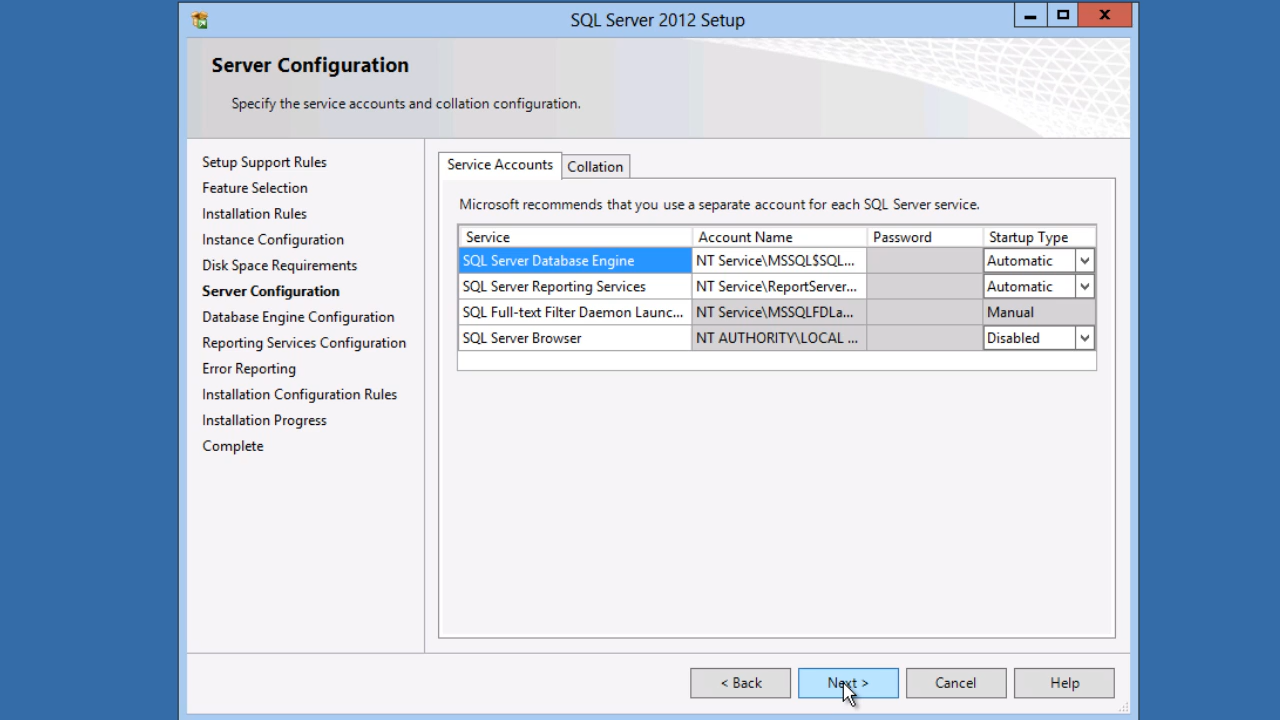 SQL Server 2012 Setup
Server Configuration
Specify the service accounts and collation configuration.
Setup Support Rules
Feature Selection
Installation Rules
Instance Configuration
Disk Space Requirements
Server Configuration
Database Engine Configuration
Reporting Services Configuration
Error Reporting
Installation Configuration Rules
Installation Progress
Complete
Service Accounts Collation
Microsoft recommends that you use a separate account for each SQL Server service.
Service Account Name Password Startup Type
SQL Server Database Engine NT Service\MSSQL$SQL... Automatic
SQL Server Reporting Services NT Service\ReportServer... Automatic
SQL Full-text Filter Daemon Launc... NT Service\MSSQLFDLa... Manual
SQL Server Browser NT AUTHORITY\LOCAL ... Disabled
< Back Next > Cancel Help